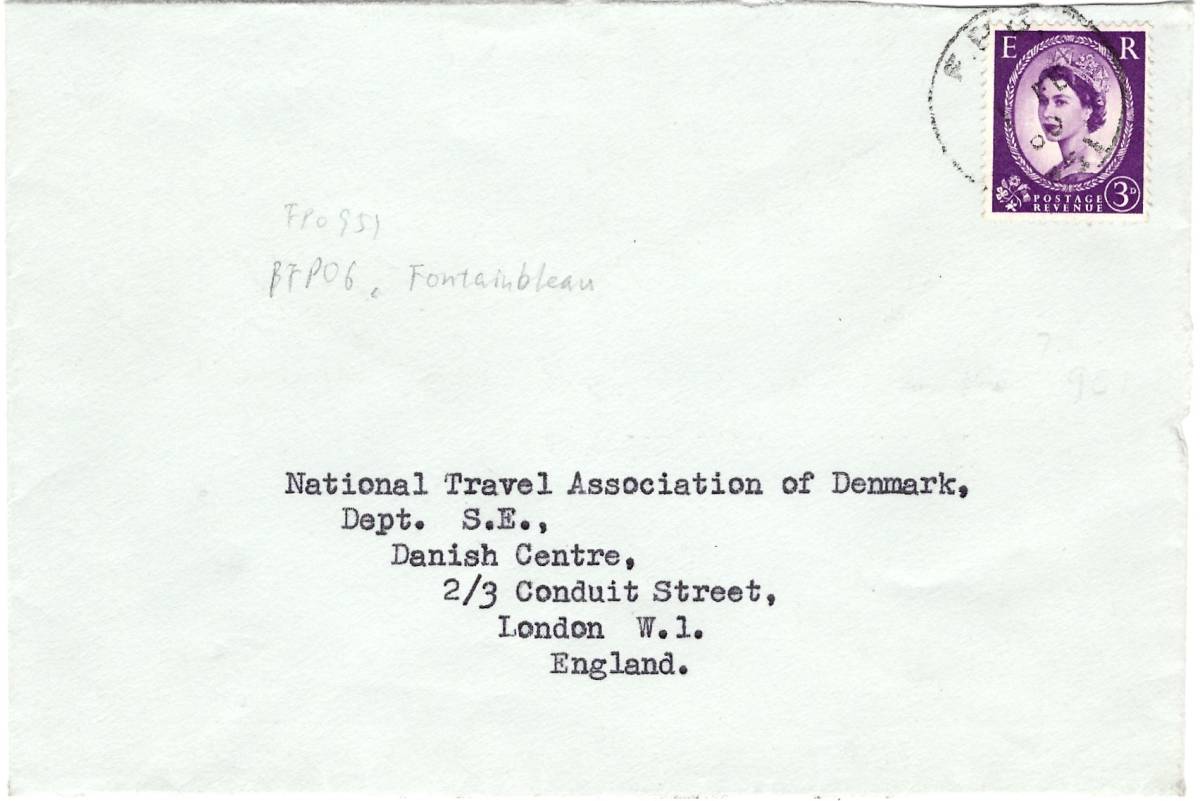 E R
POSTAGE
REVENUE
3D
FPO 951
BFPO6, Fontainbleau
National Travel Association of Denmark,
Dept. S.E.,
Danish Centre,
2/3 Conduit Street,
London W.1.
England.